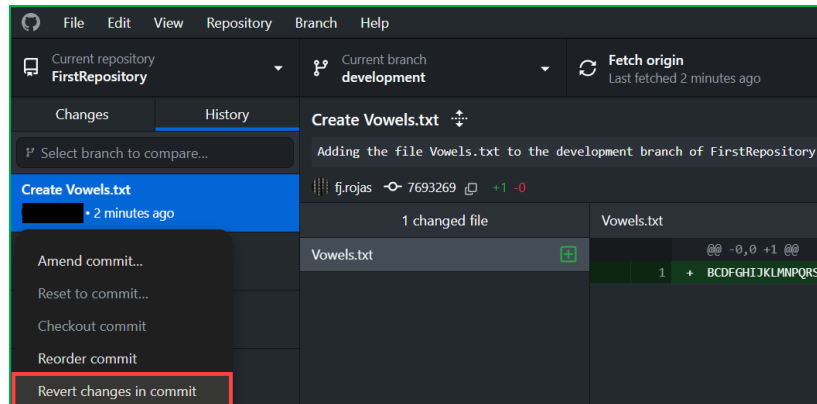 File Edit View Repository Branch Help
Current repository
FirstRepository
Current branch
development
Fetch origin
Last fetched 2 minutes ago
Changes History
Select branch to compare...
Create Vowels.txt
• 2 minutes ago
Amend commit...
Reset to commit...
Checkout commit
Reorder commit
Revert changes in commit
Create Vowels.txt
Adding the file Vowels.txt to the development branch of FirstRepository
fj.rojas 7693269 +1 -0
1 changed file
Vowels.txt
Vowels.txt
@@ -0,0 +1 @@
1 + BCDFGHIJKLMNPQRS